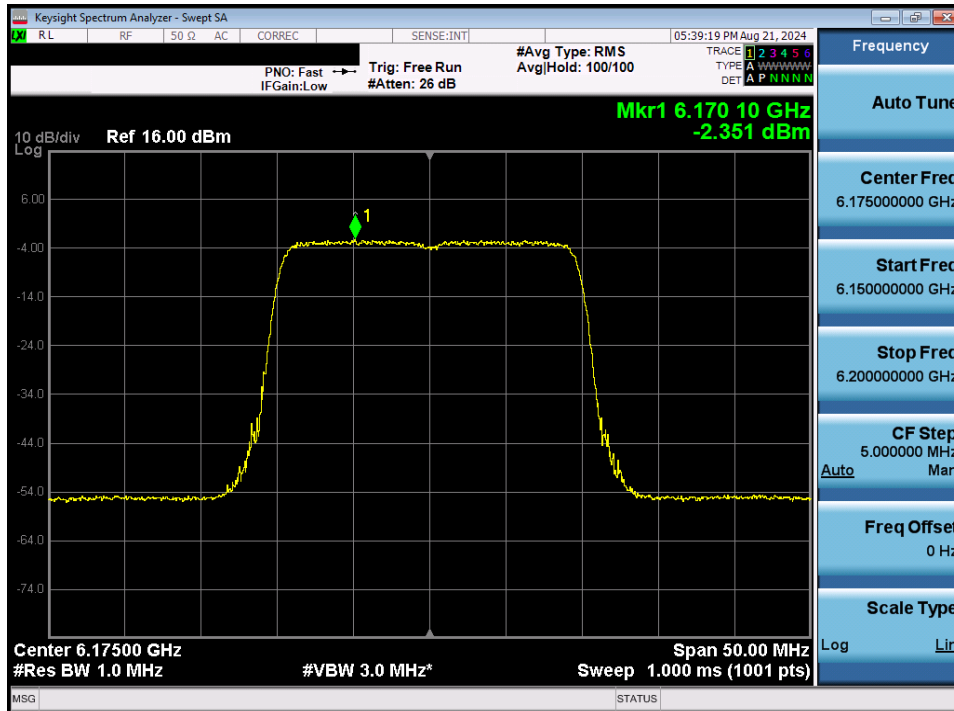 Keysight Spectrum Analyzer - Swept SA
LXI RL RF 50 Ω AC CORREC SENSE:INT 05:39:19 PM Aug 21, 2024
PNO: Fast
IFGain:Low
Trig: Free Run
#Atten: 26 dB
#Avg Type: RMS
Avg|Hold: 100/100
TRACE 1 2 3 4 5 6
TYPE A WWWWW
DET A P N N N N
Mkr1 6.170 10 GHz
-2.351 dBm
10 dB/div Ref 16.00 dBm
Log
1
6.00
-4.00
-14.0
-24.0
-34.0
-44.0
-54.0
-64.0
-74.0
Center 6.17500 GHz Span 50.00 MHz
#Res BW 1.0 MHz #VBW 3.0 MHz* Sweep 1.000 ms (1001 pts)
MSG STATUS
Frequency
Auto Tune
Center Freq
6.175000000 GHz
Start Freq
6.150000000 GHz
Stop Freq
6.200000000 GHz
CF Step
5.000000 MHz
Auto Man
Freq Offset
0 Hz
Scale Type
Log Lin